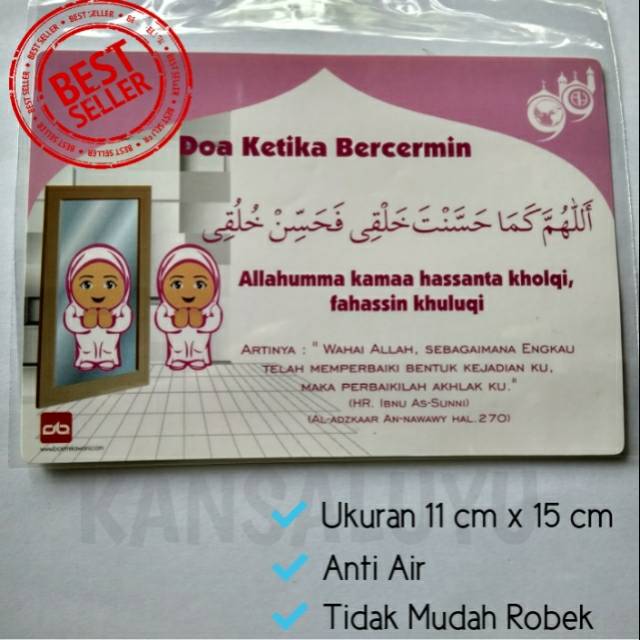 BEST SELLER
BEST SELLER
Doa Ketika Bercermin
أَللّٰهُمَّ كَمَا حَسَّنْتَ خَلْقِى فَحَسِّنْ خُلُقِى
Allahumma kamaa hassanta kholqi,
fahassin khuluqi
Artinya : " Wahai Allah, sebagaimana Engkau
telah memperbaiki bentuk kejadian ku,
maka perbaikilah akhlak ku."
(HR. Ibnu As-Sunni)
(Al-adzkaar An-nawawy hal.270)
KANSALUYU
Ukuran 11 cm x 15 cm
Anti Air
Tidak Mudah Robek